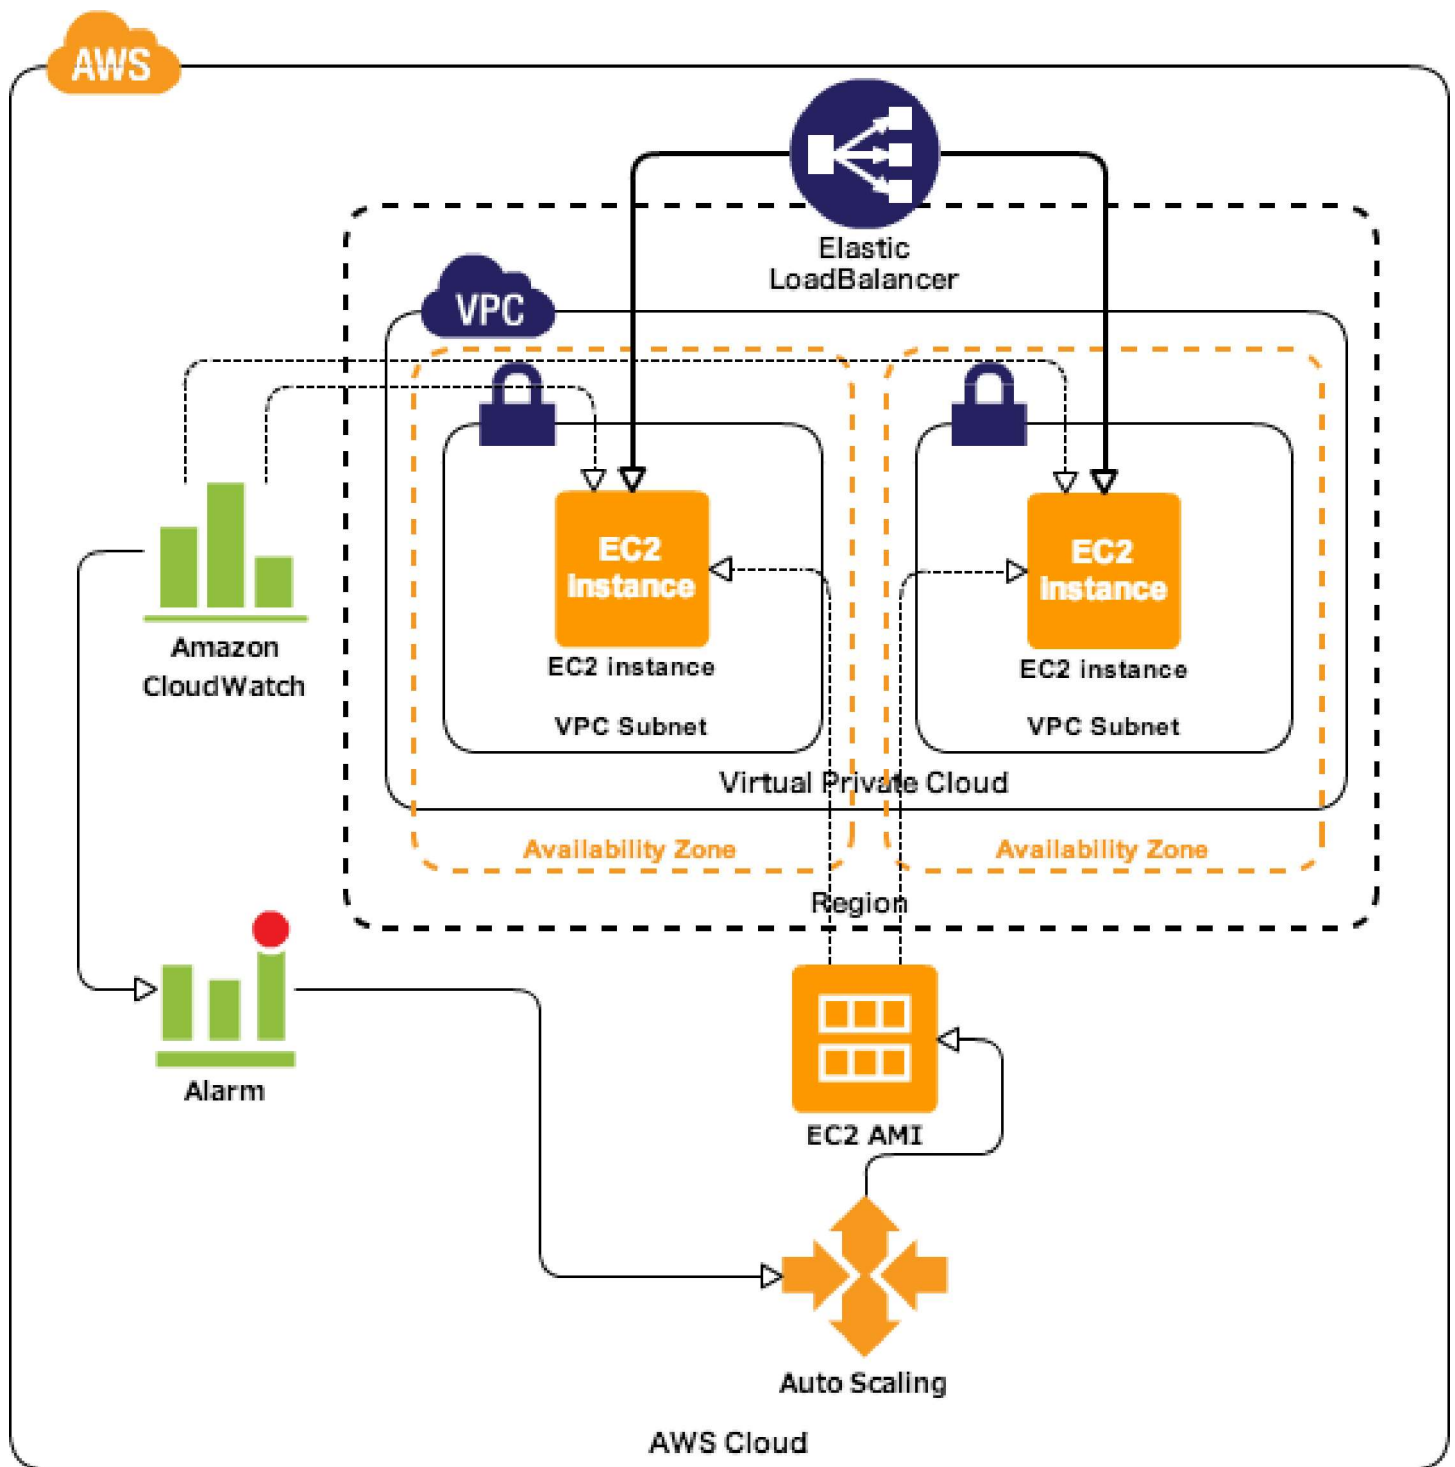 AWS
Elastic
LoadBalancer
VPC
EC2
Instance
EC2 instance
VPC Subnet
EC2
Instance
EC2 instance
VPC Subnet
Amazon
CloudWatch
Virtual Private Cloud
Availability Zone
Availability Zone
Region
Alarm
EC2 AMI
Auto Scaling
AWS Cloud